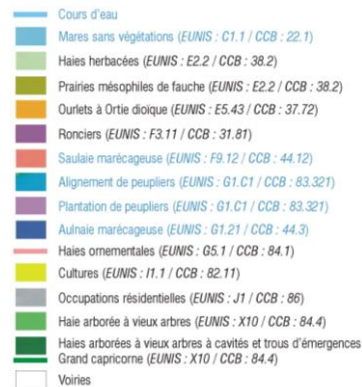 Cours d'eau
Mares sans végétations (EUNIS : C1.1 / CCB : 22.1)
Haies herbacées (EUNIS : E2.2 / CCB : 38.2)
Prairies mésophiles de fauche (EUNIS : E2.2 / CCB : 38.2)
Ourlets à Ortie dioïque (EUNIS : E5.43 / CCB : 37.72)
Ronciers (EUNIS : F3.11 / CCB : 31.81)
Saulaie marécageuse (EUNIS : F9.12 / CCB : 44.12)
Alignement de peupliers (EUNIS : G1.C1 / CCB : 83.321)
Plantation de peupliers (EUNIS : G1.C1 / CCB : 83.321)
Aulnaie marécageuse (EUNIS : G1.21 / CCB : 44.3)
Haies ornementales (EUNIS : G5.1 / CCB : 84.1)
Cultures (EUNIS : I1.1 / CCB : 82.11)
Occupations résidentielles (EUNIS : J1 / CCB : 86)
Haie arborée à vieux arbres (EUNIS : X10 / CCB : 84.4)
Haies arborées à vieux arbres à cavités et trous d'émergences
Grand capricorne (EUNIS : X10 / CCB : 84.4)
Voiries